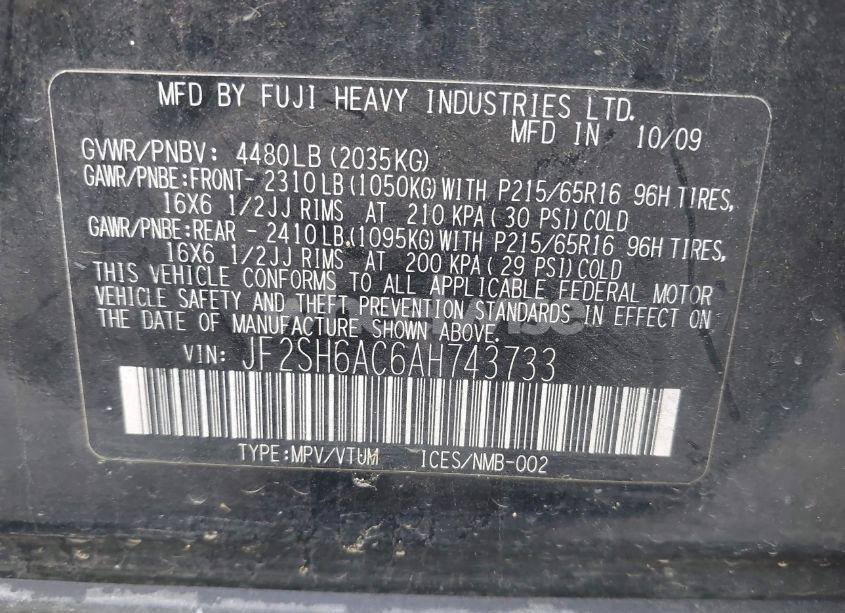 MFD BY FUJI HEAVY INDUSTRIES LTD.
MFD IN 10/09
GVWR/PNBV: 4480LB (2035KG)
GAWR/PNBE:FRONT- 2310LB (1050KG) WITH P215/65R16 96H TIRES,
16X6 1/2JJ RIMS AT 210 KPA ( 30 PSI) COLD
GAWR/PNBE:REAR - 2410LB (1095KG) WITH P215/65R16 96H TIRES,
16X6 1/2JJ RIMS AT 200 KPA ( 29 PSI) COLD
THIS VEHICLE CONFORMS TO ALL APPLICABLE FEDERAL MOTOR
VEHICLE SAFETY AND THEFT PREVENTION STANDARDS IN EFFECT ON
THE DATE OF MANUFACTURE SHOWN ABOVE.
VIN: JF2SH6AC6AH743733
TYPE:MPV/VTUM ICES/NMB-002